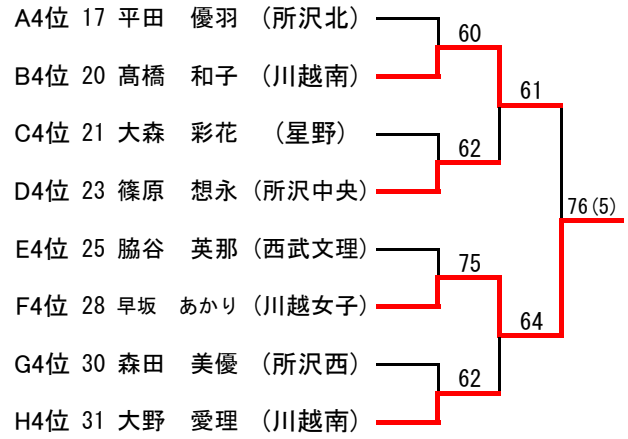 A4位 17 平田 優羽 (所沢北)
60
B4位 20 髙橋 和子 (川越南)
61
C4位 21 大森 彩花 (星野)
62
D4位 23 篠原 想永 (所沢中央)
76(5)
E4位 25 脇谷 英那 (西武文理)
75
F4位 28 早坂 あかり (川越女子)
64
G4位 30 森田 美優 (所沢西)
62
H4位 31 大野 愛理 (川越南)